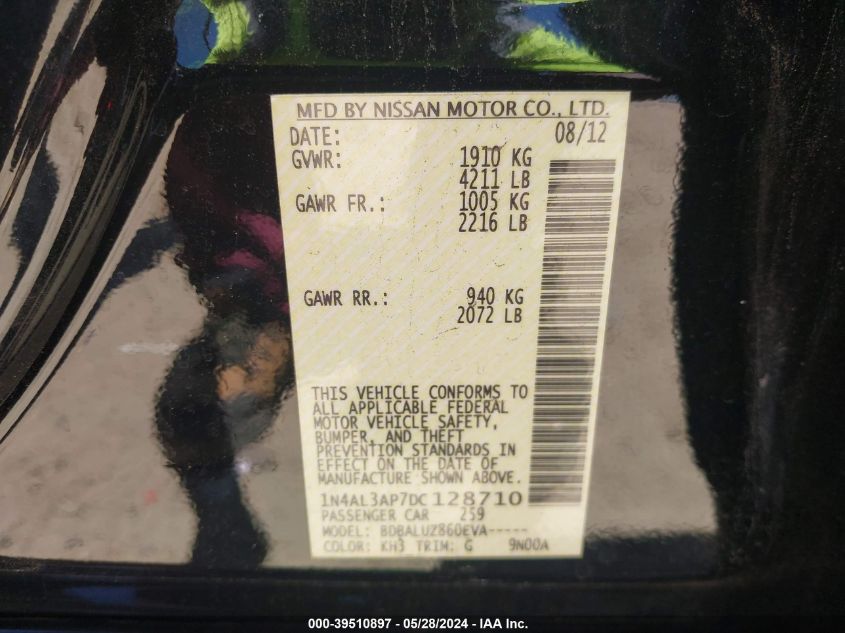 MFD BY NISSAN MOTOR CO., LTD.
DATE: 08/12
GVWR: 1910 KG
4211 LB
GAWR FR.: 1005 KG
2216 LB
GAWR RR.: 940 KG
2072 LB
THIS VEHICLE CONFORMS TO
ALL APPLICABLE FEDERAL
MOTOR VEHICLE SAFETY,
BUMPER, AND THEFT
PREVENTION STANDARDS IN
EFFECT ON THE DATE OF
MANUFACTURE SHOWN ABOVE.
1N4AL3AP7DC128710
PASSENGER CAR 259
MODEL: BDBALUZ860EVA-----
COLOR: KH3 TRIM: G 9N00A
000-39510897 - 05/28/2024 - IAA Inc.